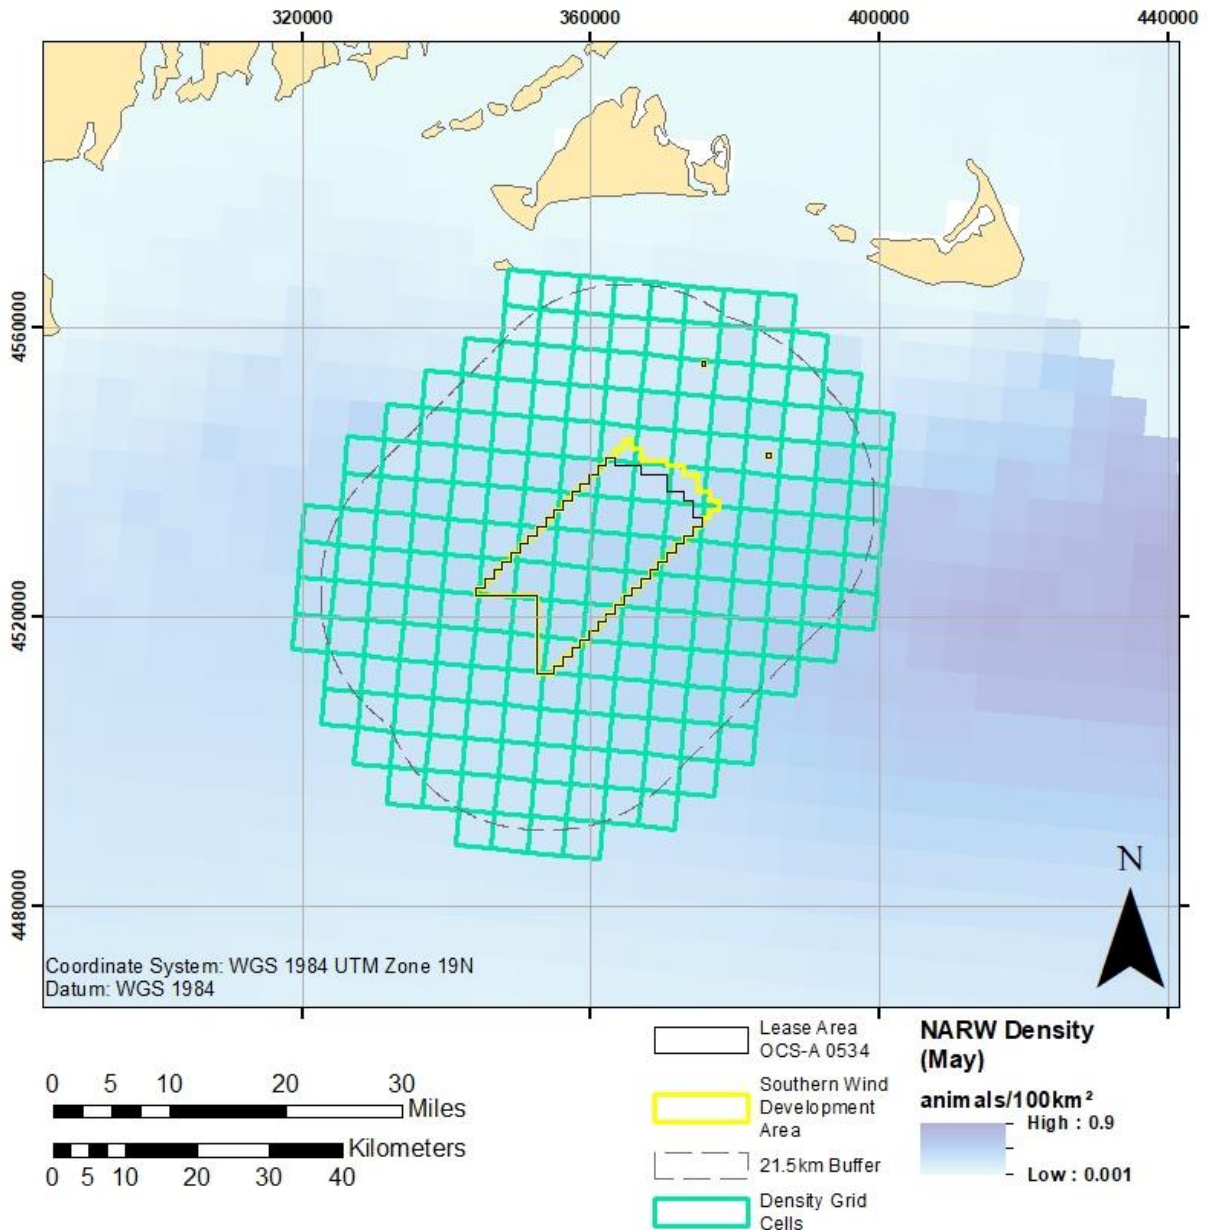 320000 360000 400000 440000
4560000
4520000
4480000
N
Coordinate System: WGS 1984 UTM Zone 19N
Datum: WGS 1984
0 5 10 20 30
Miles
Kilometers
0 5 10 20 30 40
Lease Area
OCS-A 0534
Southern Wind
Development
Area
21.5km Buffer
Density Grid
Cells
NARW Density
(May)
animals/100km²
High : 0.9
Low : 0.001